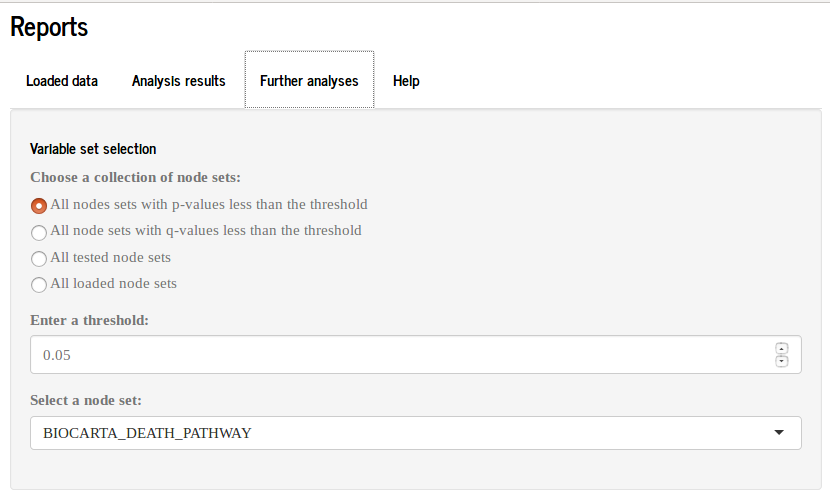 Reports
Loaded data Analysis results Further analyses Help
Variable set selection
Choose a collection of node sets:
All nodes sets with p-values less than the threshold
All node sets with q-values less than the threshold
All tested node sets
All loaded node sets
Enter a threshold:
0.05
Select a node set:
BIOCARTA_DEATH_PATHWAY